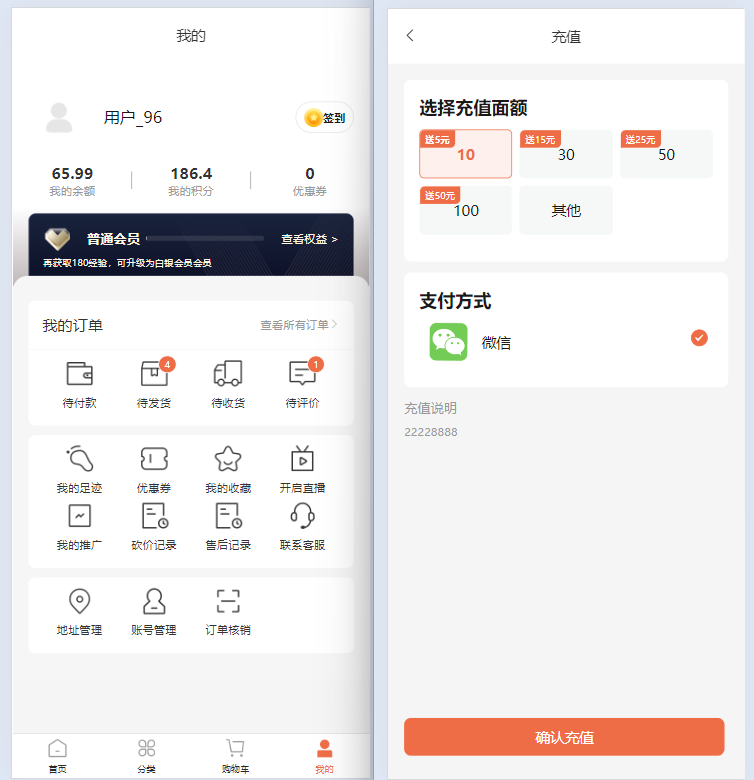 我的
用户_96
签到
65.99
186.4
0
我的余额
我的积分
优惠券
普通会员
查看权益 >
再获取180经验，可升级为白银会员会员
我的订单
查看所有订单
4
1
待付款
待发货
待收货
待评价
我的足迹
优惠券
我的收藏
开启直播
我的推广
砍价记录
售后记录
联系客服
地址管理
账号管理
订单核销
首页
分类
购物车
我的
充值
选择充值面额
送5元
送15元
送25元
10
30
50
送50元
100
其他
支付方式
微信
充值说明
22228888
确认充值